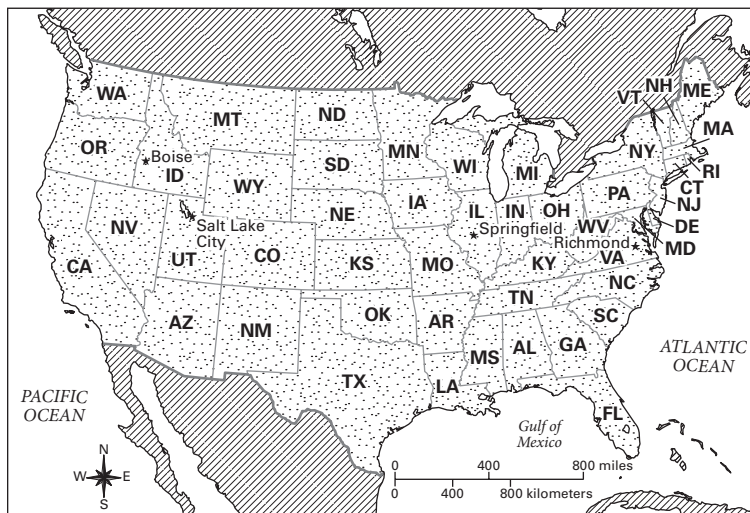 WA
MT
ND
MN
VT
NH
ME
OR
Boise
ID
SD
WI
MI
NY
MA
RI
CT
NJ
WY
IA
PA
NE
IL
IN
OH
WV
DE
MD
NV
Salt Lake
City
Springfield
Richmond
VA
CA
UT
CO
KS
MO
KY
NC
TN
AZ
NM
OK
AR
SC
MS
AL
GA
TX
LA
FL
PACIFIC
OCEAN
ATLANTIC
OCEAN
Gulf of
Mexico
N
W E
S
0 400 800 miles
0 400 800 kilometers